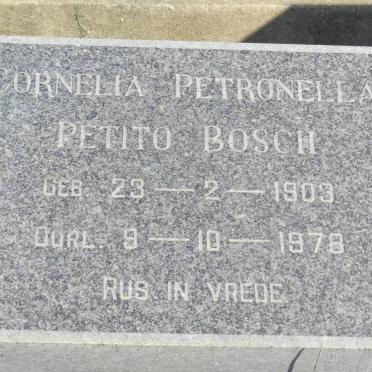 CORNELIA PETRONELLA
PETITO BOSCH
GEB. 23 — 2 — 1903
OORL. 9 — 10 — 1978
RUS IN VREDE